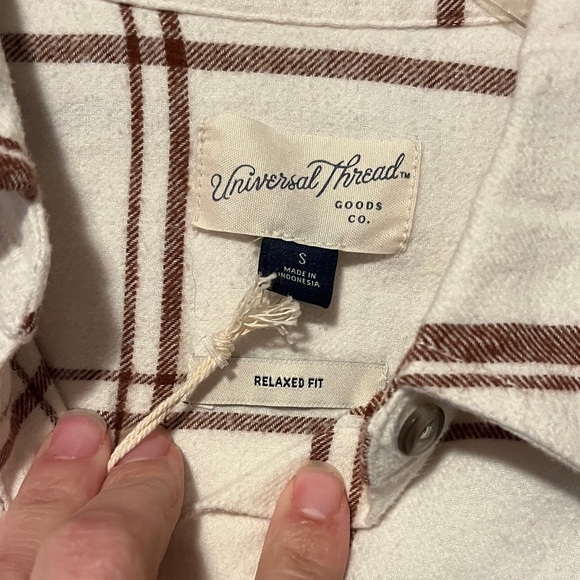 Universal Thread™
GOODS
CO.
S
MADE IN
INDONESIA
RELAXED FIT